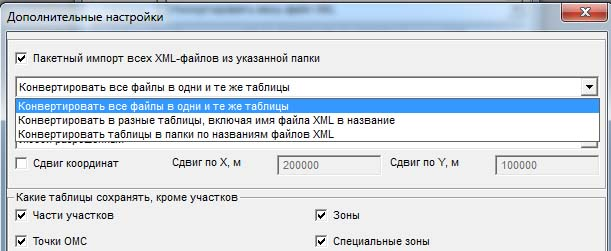 Дополнительные настройки
Пакетный импорт всех XML-файлов из указанной папки
Конвертировать все файлы в одни и те же таблицы
Конвертировать все файлы в одни и те же таблицы
Конвертировать в разные таблицы, включая имя файла XML в название
Конвертировать таблицы в папки по названиям файлов XML
Сдвиг координат Сдвиг по X, м 200000 Сдвиг по Y, м 100000
Какие таблицы сохранять, кроме участков
Части участков Зоны
Точки ОМС Специальные зоны